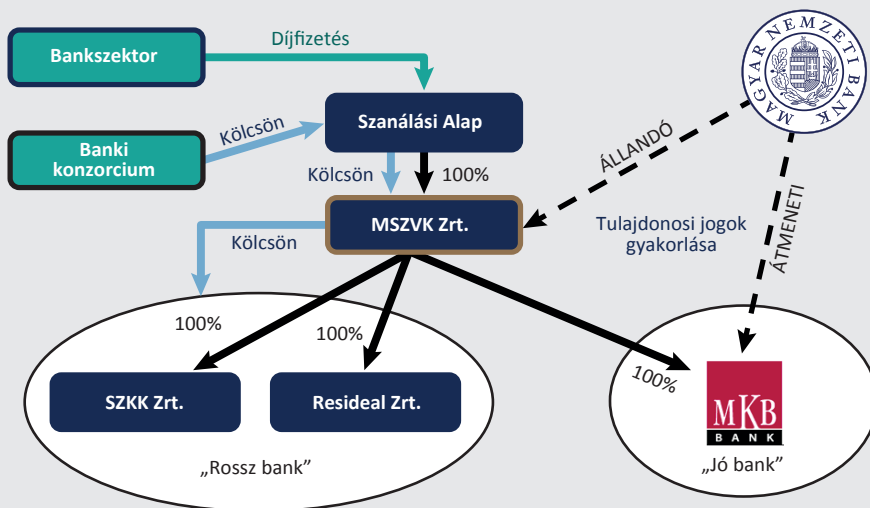 Bankszektor
Díjfizetés
MAGYAR NEMZETI BANK
Szanálási Alap
Kölcsön
Banki
konzorcium
Kölcsön
100%
ÁLLANDÓ
ÁTMENETI
MSZVK Zrt.
Tulajdonosi jogok
gyakorlása
Kölcsön
100%
100%
100%
SZKK Zrt.
Resideal Zrt.
MKB
BANK
„Rossz bank”
„Jó bank”